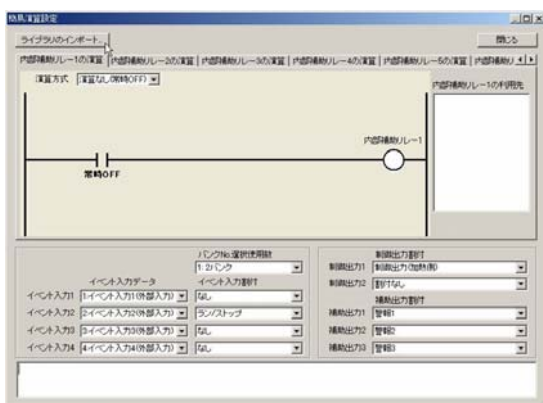 簡易演算設定
ライブラリのインポート... 閉じる
内部補助リレー1の演算 内部補助リレー2の演算 内部補助リレー3の演算 内部補助リレー4の演算 内部補助リレー5の演算 内部補助リ
演算方式 演算なし(常時OFF) 内部補助リレー1の利用先
内部補助リレー1
常時OFF
バンクNo.選択使用数 制御出力割付
1: 2バンク 制御出力1 制御出力(加熱側)
イベント入力データ イベント入力割付 制御出力2 割付なし
イベント入力1 1-イベント入力1(外部入力) なし 補助出力割付
イベント入力2 2-イベント入力2(外部入力) ラン/ストップ 補助出力1 警報1
イベント入力3 3-イベント入力3(外部入力) なし 補助出力2 警報2
イベント入力4 4-イベント入力4(外部入力) なし 補助出力3 警報3